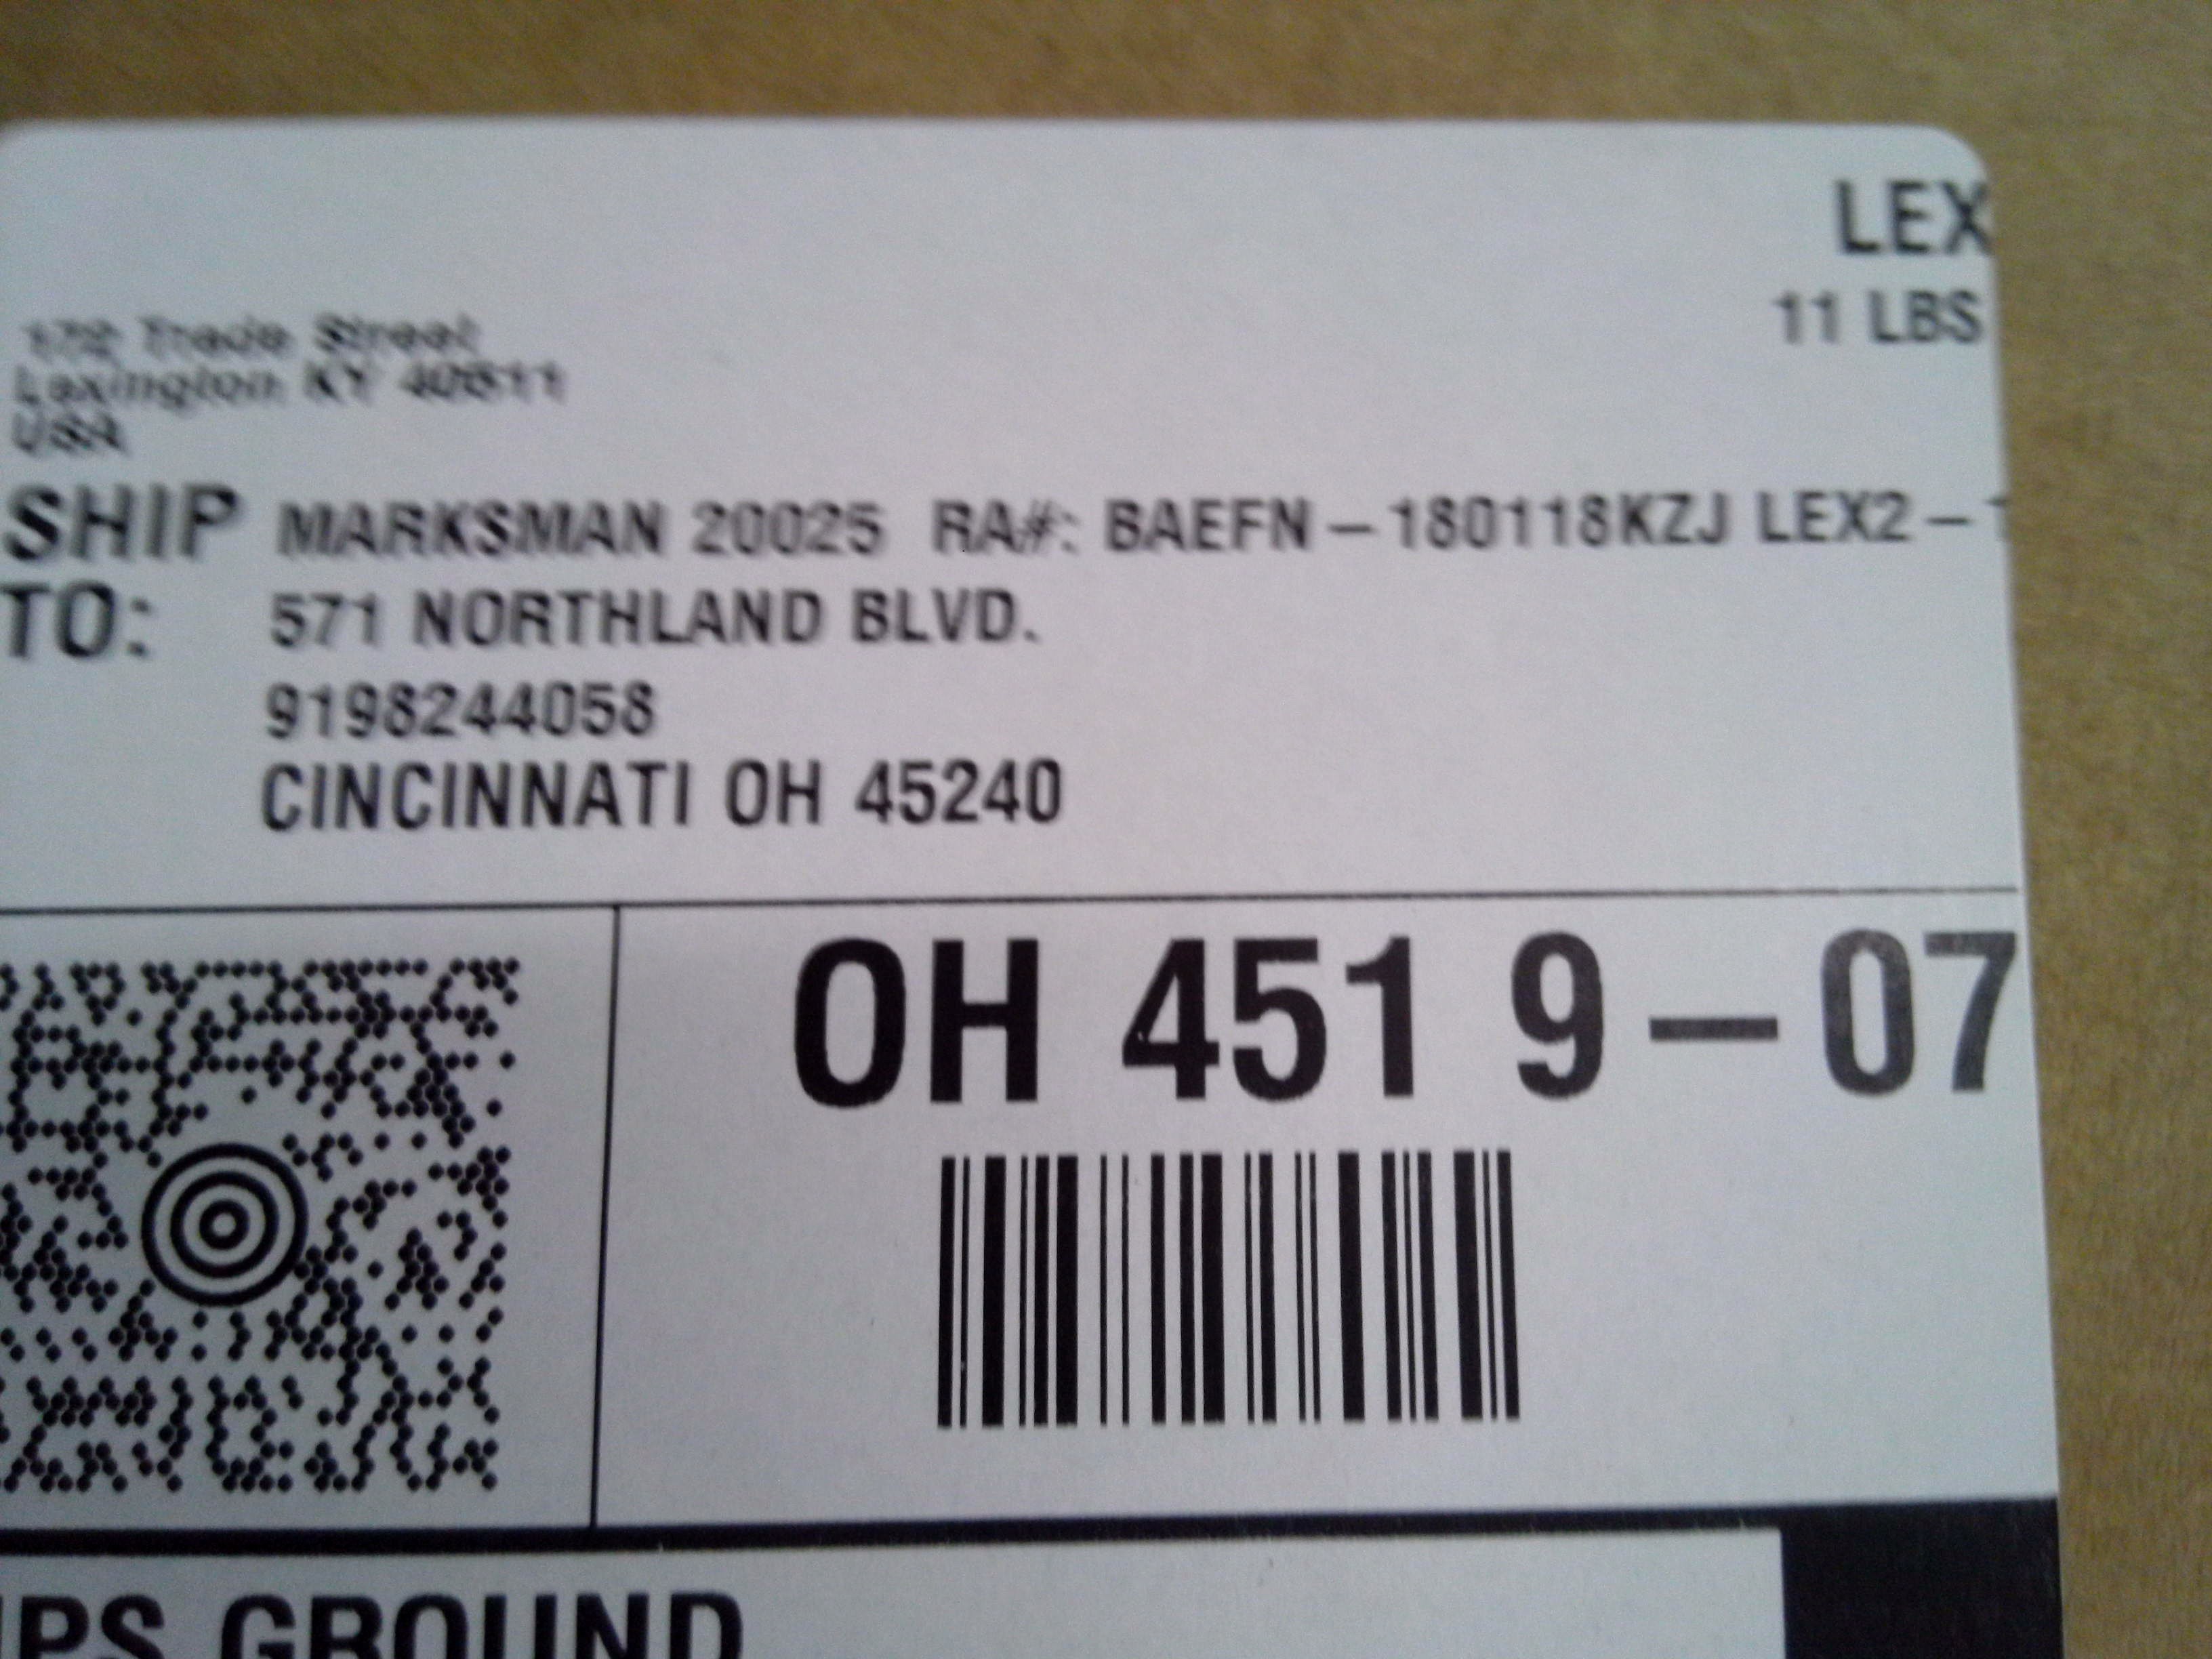 LEX
11 LBS
172 Trade Street
Lexington KY 40511
USA
SHIP TO:
MARKSMAN 20025 RA#: BAEFN-180118KZJ LEX2-
571 NORTHLAND BLVD.
9198244058
CINCINNATI OH 45240
OH 451 9-07
UPS GROUND